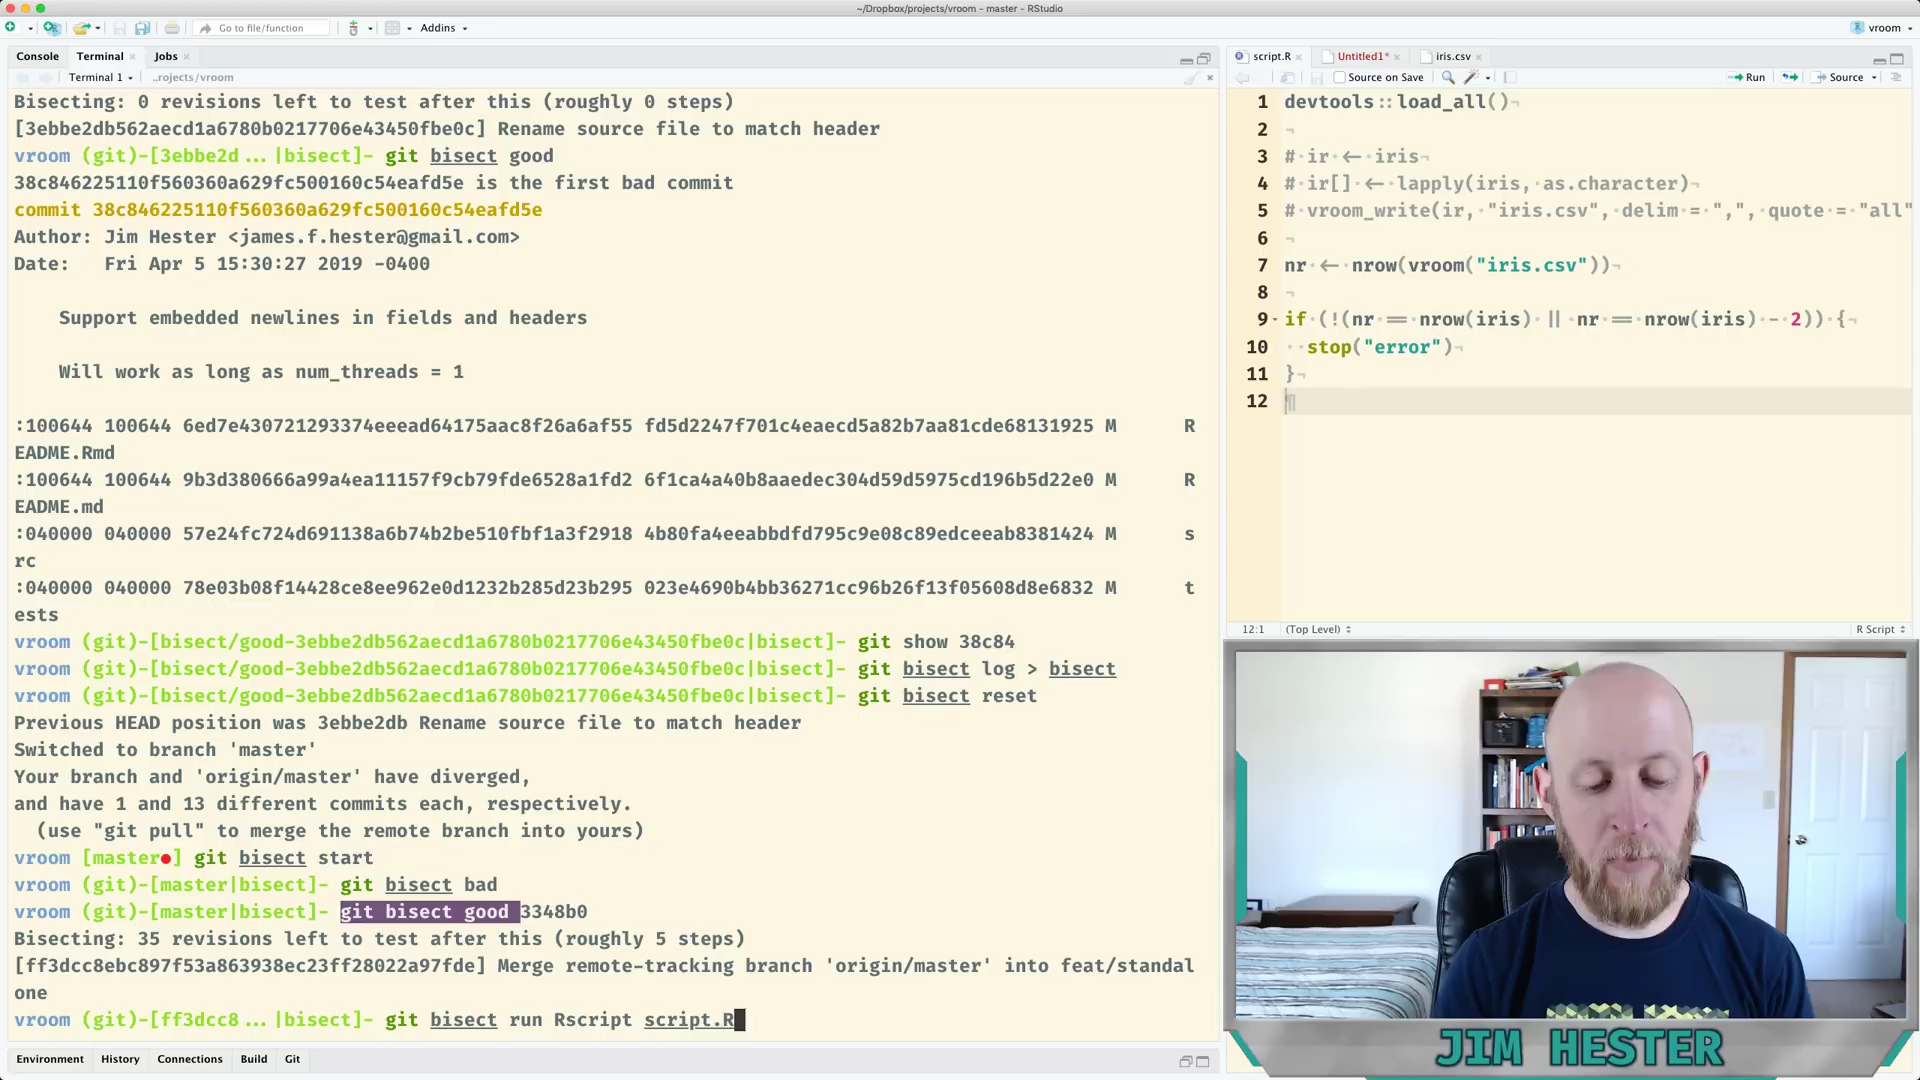 ~/Dropbox/projects/vroom - master - RStudio
Go to file/function
Addins
vroom
Console
Terminal
Jobs
Terminal 1
..rojects/vroom
Bisecting: 0 revisions left to test after this (roughly 0 steps)
[3ebbe2db562aecd1a6780b0217706e43450fbe0c] Rename source file to match header
vroom (git)-[3ebbe2d...|bisect]- git bisect good
38c846225110f560360a629fc500160c54eafd5e is the first bad commit
commit 38c846225110f560360a629fc500160c54eafd5e
Author: Jim Hester <james.f.hester@gmail.com>
Date:   Fri Apr 5 15:30:27 2019 -0400
Support embedded newlines in fields and headers
Will work as long as num_threads = 1
:100644 100644 6ed7e430721293374eeead64175aac8f26a6af55 fd5d2247f701c4eaecd5a82b7aa81cde68131925 M R
EADME.Rmd
:100644 100644 9b3d380666a99a4ea11157f9cb79fde6528a1fd2 6f1ca4a40b8aaedec304d59d5975cd196b5d22e0 M R
EADME.md
:040000 040000 57e24fc724d691138a6b74b2be510fbf1a3f2918 4b80fa4eeabbdfd795c9e08c89edceeab8381424 M s
rc
:040000 040000 78e03b08f14428ce8ee962e0d1232b285d23b295 023e4690b4bb36271cc96b26f13f05608d8e6832 M t
ests
vroom (git)-[bisect/good-3ebbe2db562aecd1a6780b0217706e43450fbe0c|bisect]- git show 38c84
vroom (git)-[bisect/good-3ebbe2db562aecd1a6780b0217706e43450fbe0c|bisect]- git bisect log > bisect
vroom (git)-[bisect/good-3ebbe2db562aecd1a6780b0217706e43450fbe0c|bisect]- git bisect reset
Previous HEAD position was 3ebbe2db Rename source file to match header
Switched to branch 'master'
Your branch and 'origin/master' have diverged,
and have 1 and 13 different commits each, respectively.
(use "git pull" to merge the remote branch into yours)
vroom [master●] git bisect start
vroom (git)-[master|bisect]- git bisect bad
vroom (git)-[master|bisect]- git bisect good 3348b0
Bisecting: 35 revisions left to test after this (roughly 5 steps)
[ff3dcc8ebc897f53a863938ec23ff28022a97fde] Merge remote-tracking branch 'origin/master' into feat/standal
one
vroom (git)-[ff3dcc8...|bisect]- git bisect run Rscript script.R
Environment
History
Connections
Build
Git
script.R
Untitled1*
iris.csv
Source on Save
Run
Source
1 devtools::load_all()
2
3 # ir <- iris
4 # ir[] <- lapply(iris, as.character)
5 # vroom_write(ir, "iris.csv", delim = ",", quote = "all"
6
7 nr <- nrow(vroom("iris.csv"))
8
9 if (!(nr == nrow(iris) || nr == nrow(iris) - 2)) {
10 stop("error")
11 }
12
12:1
(Top Level)
R Script
JIM HESTER